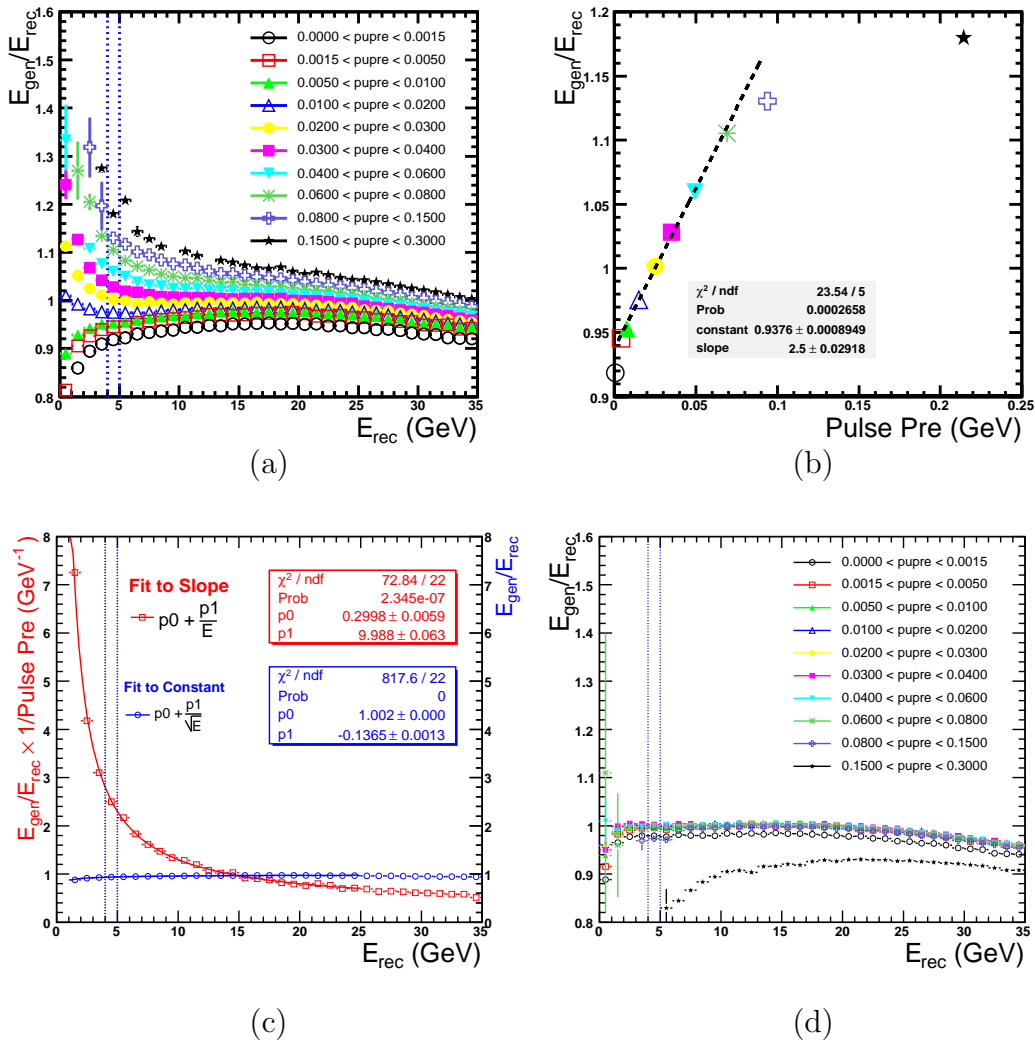 E_gen/E_rec
1.6
1.5
1.4
1.3
1.2
1.1
1
0.9
0.8
0.0000 < pupre < 0.0015
0.0015 < pupre < 0.0050
0.0050 < pupre < 0.0100
0.0100 < pupre < 0.0200
0.0200 < pupre < 0.0300
0.0300 < pupre < 0.0400
0.0400 < pupre < 0.0600
0.0600 < pupre < 0.0800
0.0800 < pupre < 0.1500
0.1500 < pupre < 0.3000
0 5 10 15 20 25 30 35
E_rec (GeV)
(a)
E_gen/E_rec
1.2
1.15
1.1
1.05
1
0.95
0.9
χ² / ndf 23.54 / 5
Prob 0.0002658
constant 0.9376 ± 0.0008949
slope 2.5 ± 0.02918
0 0.05 0.1 0.15 0.2 0.25
Pulse Pre (GeV)
(b)
E_gen/E_rec × 1/Pulse Pre (GeV⁻¹)
8
7
6
5
4
3
2
1
0
Fit to Slope
p0 + p1/E
χ² / ndf 72.84 / 22
Prob 2.345e-07
p0 0.2998 ± 0.0059
p1 9.988 ± 0.063
Fit to Constant
p0 + p1/√E
χ² / ndf 817.6 / 22
Prob 0
p0 1.002 ± 0.000
p1 -0.1365 ± 0.0013
E_gen/E_rec
8
7
6
5
4
3
2
1
0
0 5 10 15 20 25 30 35
E_rec (GeV)
(c)
E_gen/E_rec
1.6
1.5
1.4
1.3
1.2
1.1
1
0.9
0.8
0.0000 < pupre < 0.0015
0.0015 < pupre < 0.0050
0.0050 < pupre < 0.0100
0.0100 < pupre < 0.0200
0.0200 < pupre < 0.0300
0.0300 < pupre < 0.0400
0.0400 < pupre < 0.0600
0.0600 < pupre < 0.0800
0.0800 < pupre < 0.1500
0.1500 < pupre < 0.3000
0 5 10 15 20 25 30 35
E_rec (GeV)
(d)